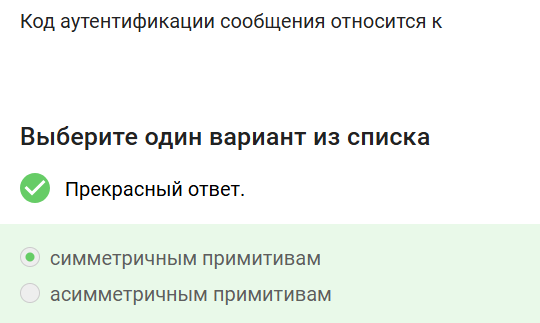 Код аутентификации сообщения относится к
Выберите один вариант из списка
Прекрасный ответ.
симметричным примитивам
асимметричным примитивам